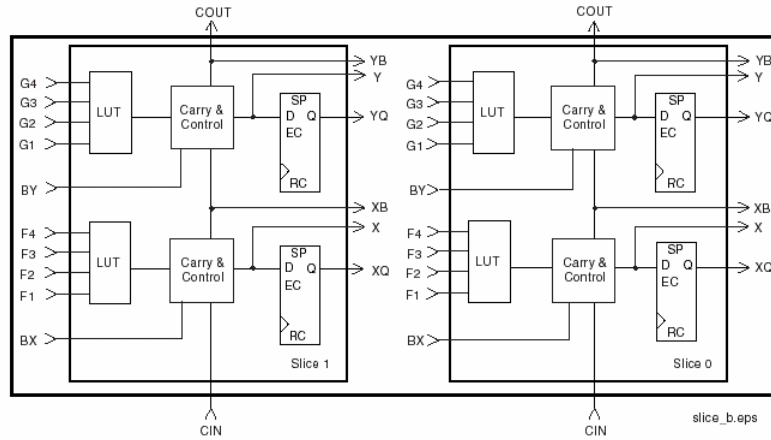 COUT
COUT
YB
Y
G4
G3
G2
G1
LUT
Carry &
Control
SP
D Q
EC
RC
YQ
BY
XB
X
F4
F3
F2
F1
LUT
Carry &
Control
SP
D Q
EC
RC
XQ
BX
Slice 1
CIN
YB
Y
G4
G3
G2
G1
LUT
Carry &
Control
SP
D Q
EC
RC
YQ
BY
XB
X
F4
F3
F2
F1
LUT
Carry &
Control
SP
D Q
EC
RC
XQ
BX
Slice 0
CIN
slice_b.eps